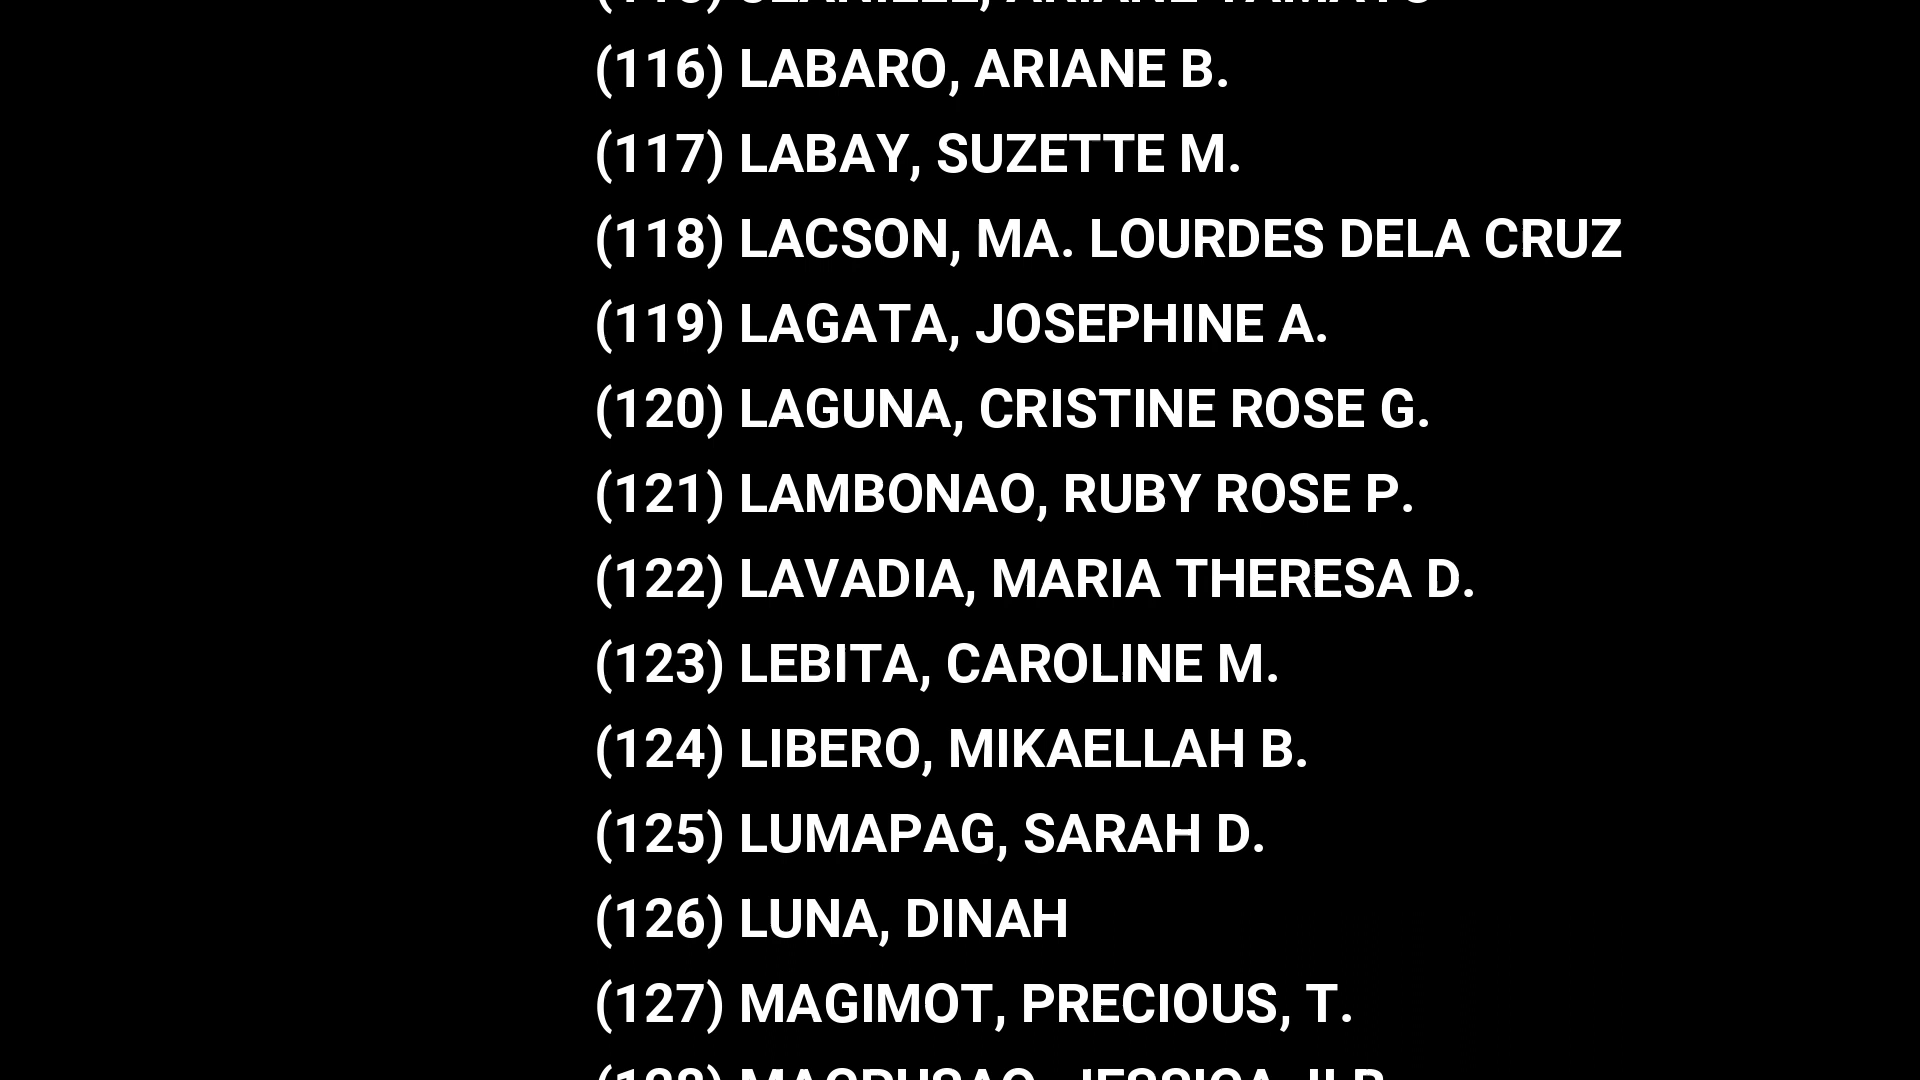 (116) LABARO, ARIANE B.
(117) LABAY, SUZETTE M.
(118) LACSON, MA. LOURDES DELA CRUZ
(119) LAGATA, JOSEPHINE A.
(120) LAGUNA, CRISTINE ROSE G.
(121) LAMBONAO, RUBY ROSE P.
(122) LAVADIA, MARIA THERESA D.
(123) LEBITA, CAROLINE M.
(124) LIBERO, MIKAELLAH B.
(125) LUMAPAG, SARAH D.
(126) LUNA, DINAH
(127) MAGIMOT, PRECIOUS, T.